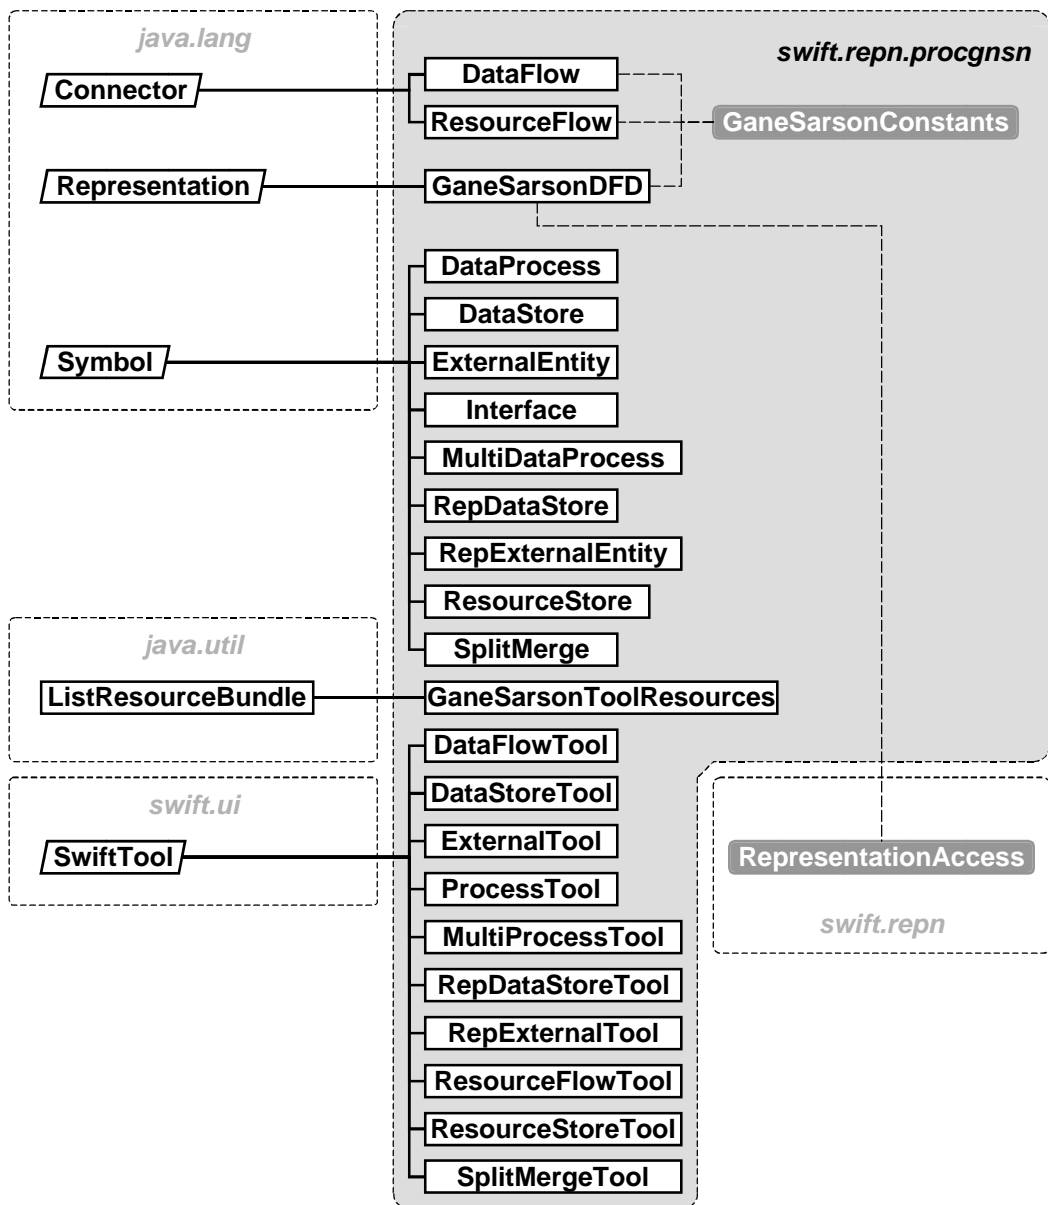 java.lang
swift.repn.procgnsn
Connector
DataFlow
ResourceFlow
GaneSarsonConstants
Representation
GaneSarsonDFD
DataProcess
DataStore
Symbol
ExternalEntity
Interface
MultiDataProcess
RepDataStore
RepExternalEntity
ResourceStore
SplitMerge
java.util
ListResourceBundle
GaneSarsonToolResources
DataFlowTool
DataStoreTool
swift.ui
SwiftTool
ExternalTool
ProcessTool
MultiProcessTool
RepDataStoreTool
RepExternalTool
ResourceFlowTool
ResourceStoreTool
SplitMergeTool
RepresentationAccess
swift.repn